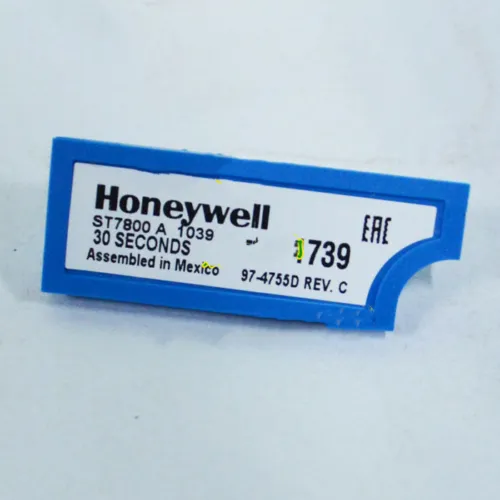 Honeywell
ST7800 A 1039
30 SECONDS
Assembled in Mexico
1739
97-4755D REV. C
EAC